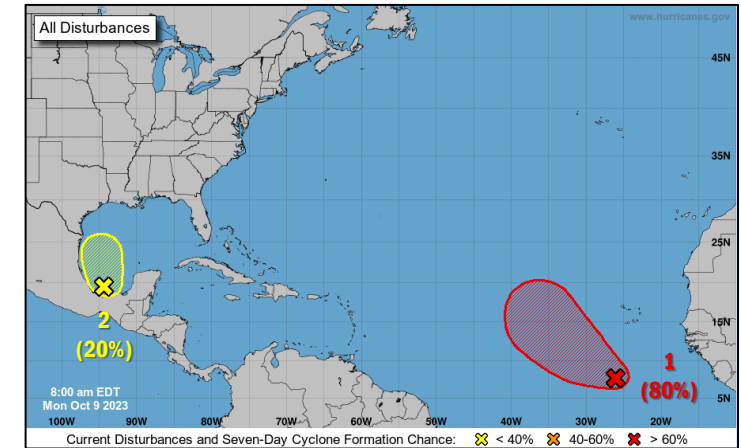 All Disturbances
www.hurricanes.gov
45N
35N
25N
15N
5N
2
(20%)
1
(80%)
8:00 am EDT
Mon Oct 9 2023
100W 90W 80W 70W 60W 50W 40W 30W 20W
Current Disturbances and Seven-Day Cyclone Formation Chance: < 40% 40-60% > 60%